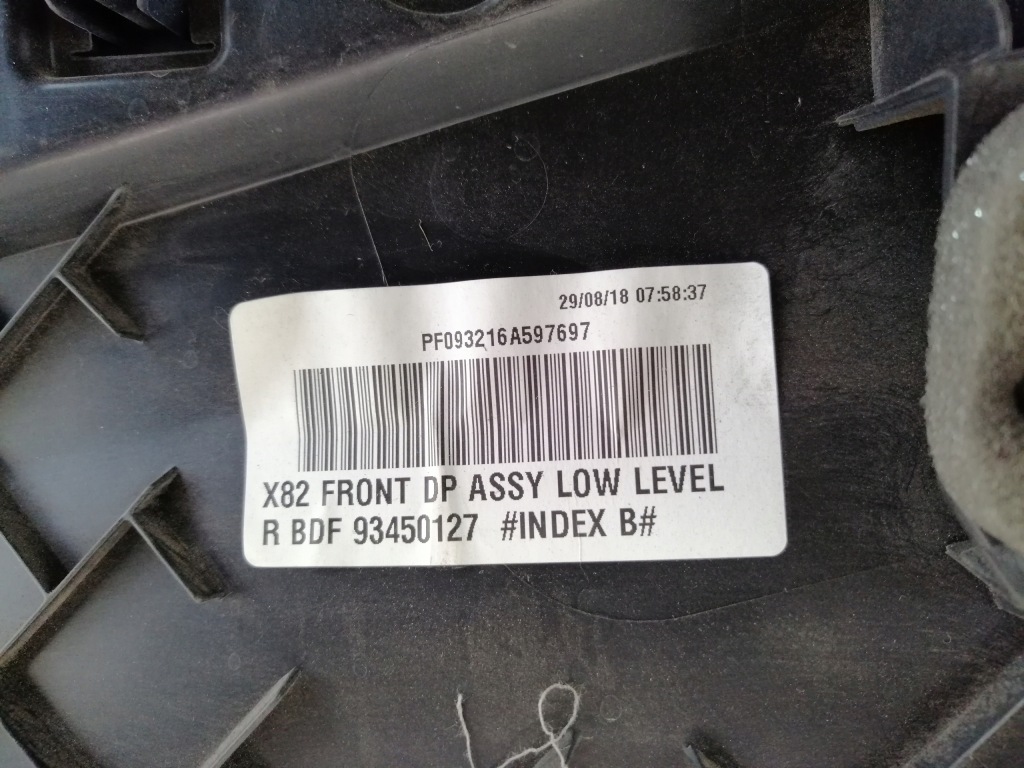 29/08/18 07:58:37
PF093216A597697
X82 FRONT DP ASSY LOW LEVEL
R BDF 93450127 #INDEX B#